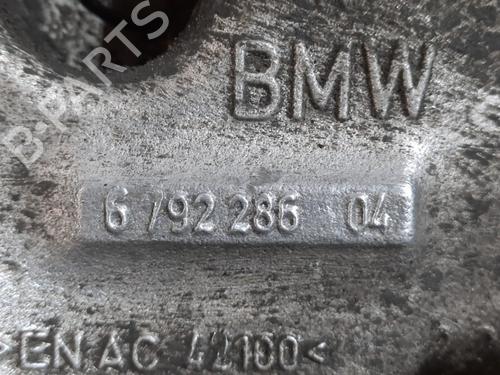 B-PARTS
BMW
6 792 286 04
>EN AC 42100<